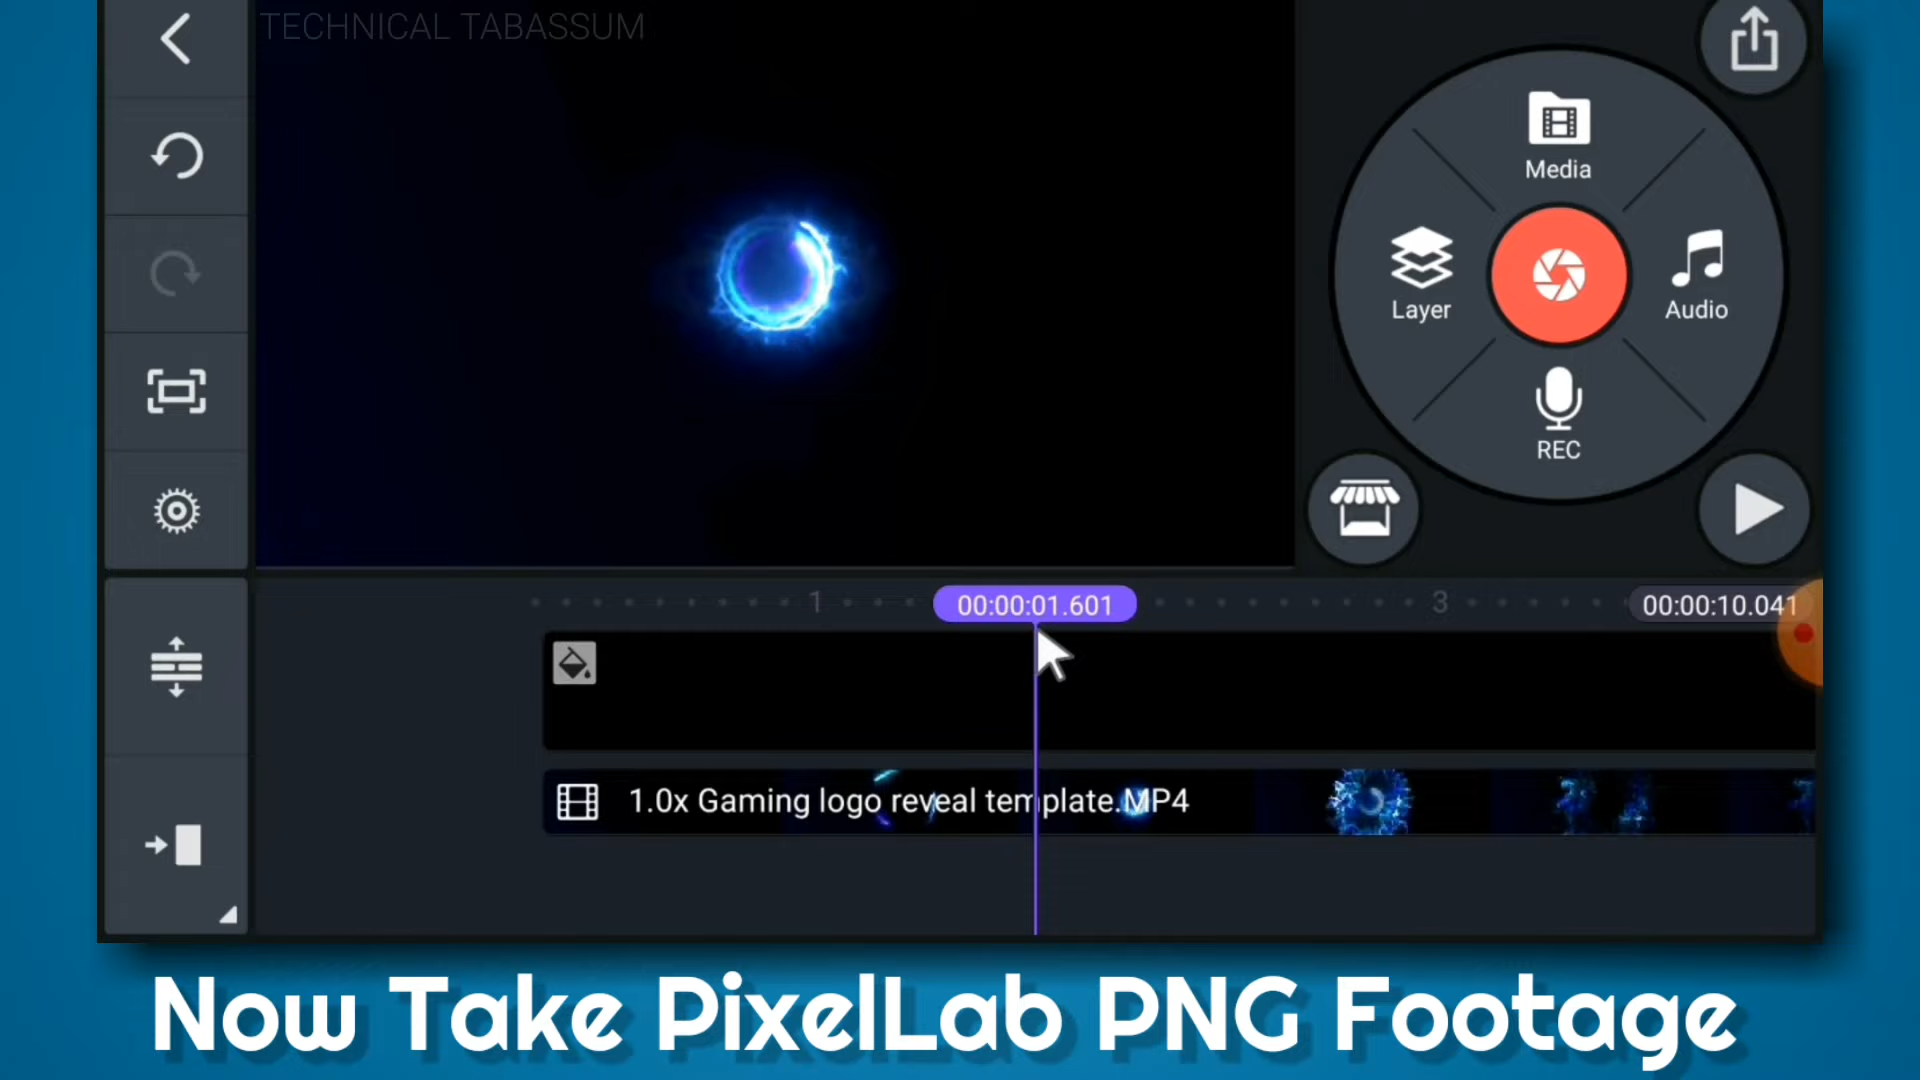 TECHNICAL TABASSUM
Media
Layer
Audio
REC
1
00:00:01.601
3
00:00:10.041
1.0x Gaming logo reveal template.MP4
Now Take PixelLab PNG Footage